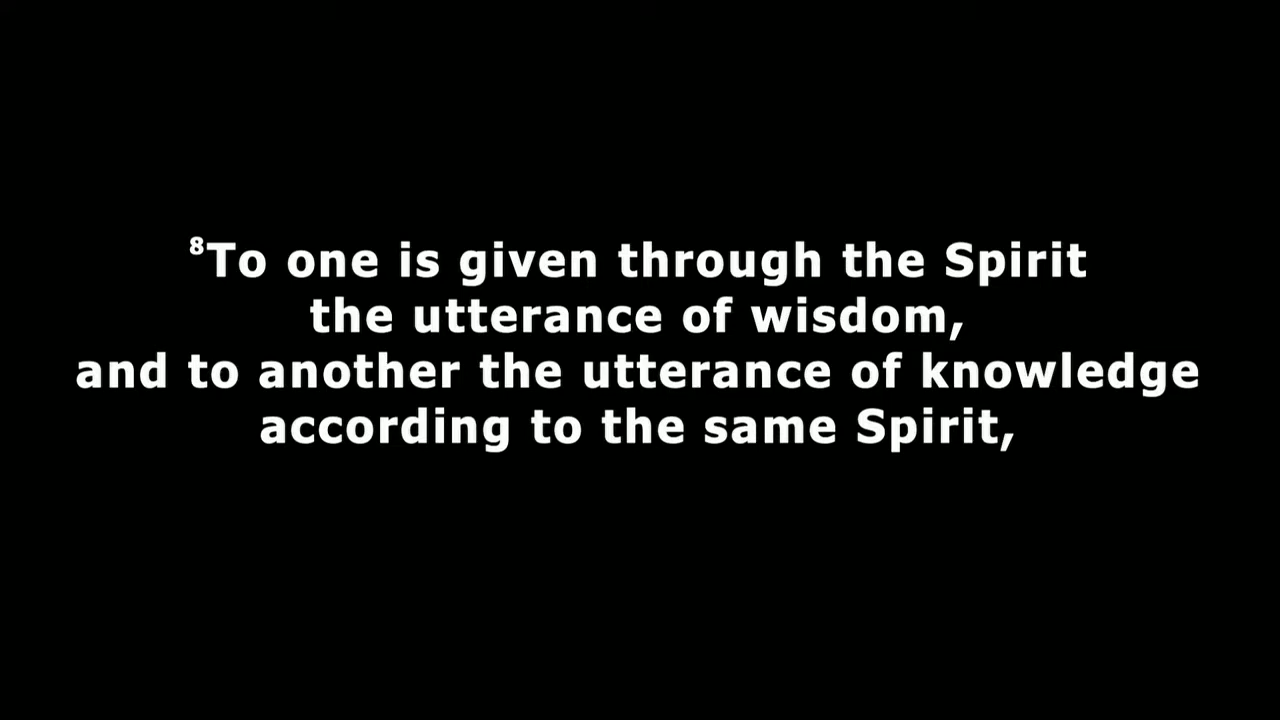 ⁸To one is given through the Spirit
the utterance of wisdom,
and to another the utterance of knowledge
according to the same Spirit,